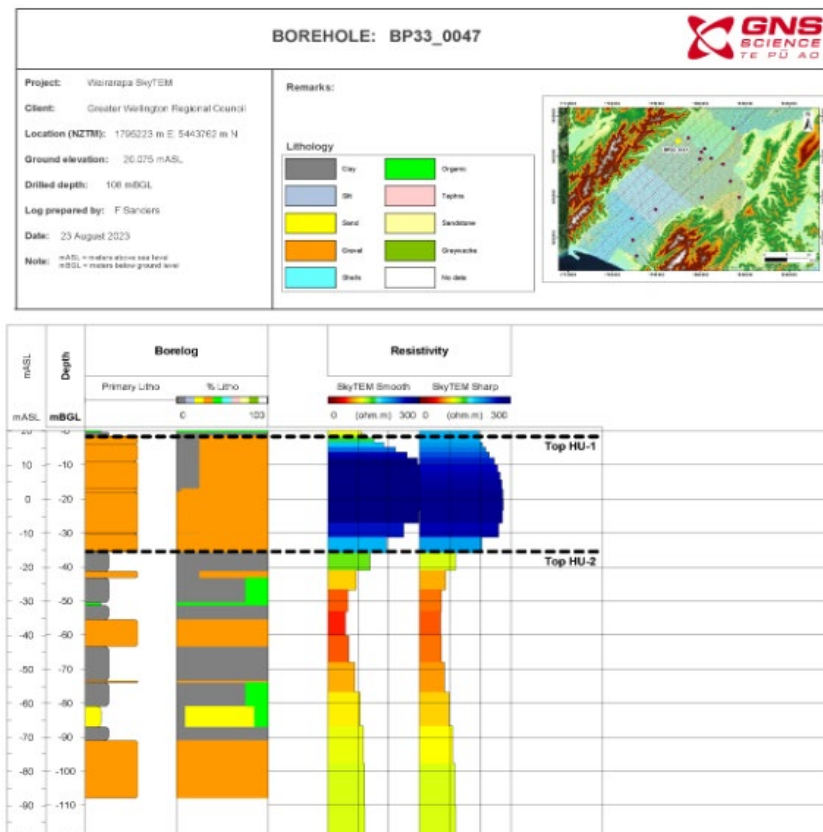 BOREHOLE: BP33_0047
GNS
SCIENCE
TE PŪ AO
Project: Wairarapa SkyTEM
Client: Greater Wellington Regional Council
Location (NZTM): 1795223 m E 5443762 m N
Ground elevation: 20.075 mASL
Drilled depth: 108 mBGL
Log prepared by: F Sanders
Date: 23 August 2023
Note: mASL = meters above sea level
mBGL = meters below ground level
Remarks:
Lithology
Clay Organic
Silt Tephra
Sand Sandstone
Gravel Greywacke
Shells No data
mASL Depth Borelog Resistivity
Primary Litho % Litho SkyTEM Smooth SkyTEM Sharp
mASL mBGL 0 100 0 (ohm.m) 300 0 (ohm.m) 300
20 -0
Top HU-1
10 -10
0 -20
-10 -30
Top HU-2
-20 -40
-30 -50
-40 -60
-50 -70
-60 -80
-70 -90
-80 -100
-90 -110